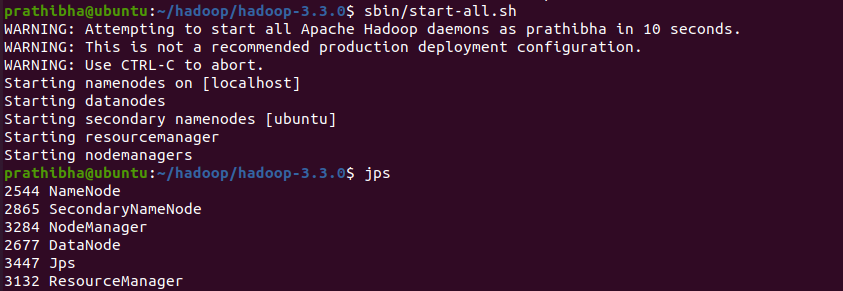 prathibha@ubuntu:~/hadoop/hadoop-3.3.0$ sbin/start-all.sh
WARNING: Attempting to start all Apache Hadoop daemons as prathibha in 10 seconds.
WARNING: This is not a recommended production deployment configuration.
WARNING: Use CTRL-C to abort.
Starting namenodes on [localhost]
Starting datanodes
Starting secondary namenodes [ubuntu]
Starting resourcemanager
Starting nodemanagers
prathibha@ubuntu:~/hadoop/hadoop-3.3.0$ jps
2544 NameNode
2865 SecondaryNameNode
3284 NodeManager
2677 DataNode
3447 Jps
3132 ResourceManager